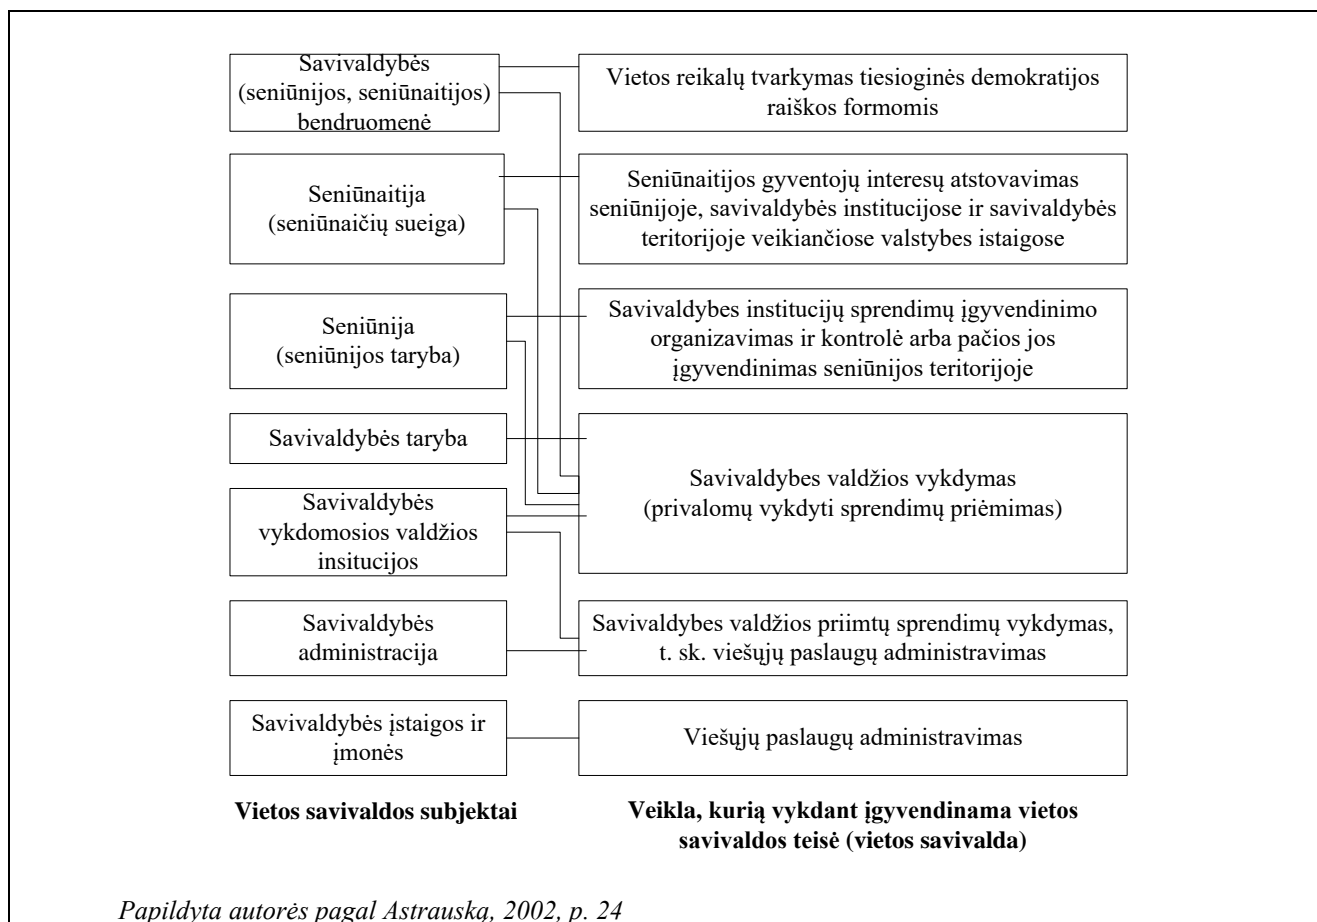 Savivaldybės
(seniūnijos, seniūnaitijos)
bendruomenė
Vietos reikalų tvarkymas tiesioginės demokratijos
raiškos formomis
Seniūnaitija
(seniūnaičių sueiga)
Seniūnaitijos gyventojų interesų atstovavimas
seniūnijoje, savivaldybės institucijose ir savivaldybės
teritorijoje veikiančiose valstybes istaigose
Seniūnija
(seniūnijos taryba)
Savivaldybes institucijų sprendimų įgyvendinimo
organizavimas ir kontrolė arba pačios jos
įgyvendinimas seniūnijos teritorijoje
Savivaldybės taryba
Savivaldybes valdžios vykdymas
(privalomų vykdyti sprendimų priėmimas)
Savivaldybės
vykdomosios valdžios
insitucijos
Savivaldybės
administracija
Savivaldybes valdžios priimtų sprendimų vykdymas,
t. sk. viešųjų paslaugų administravimas
Savivaldybės įstaigos ir
įmonės
Viešųjų paslaugų administravimas
Vietos savivaldos subjektai
Veikla, kurią vykdant įgyvendinama vietos
savivaldos teisė (vietos savivalda)
Papildyta autorės pagal Astrauską, 2002, p. 24